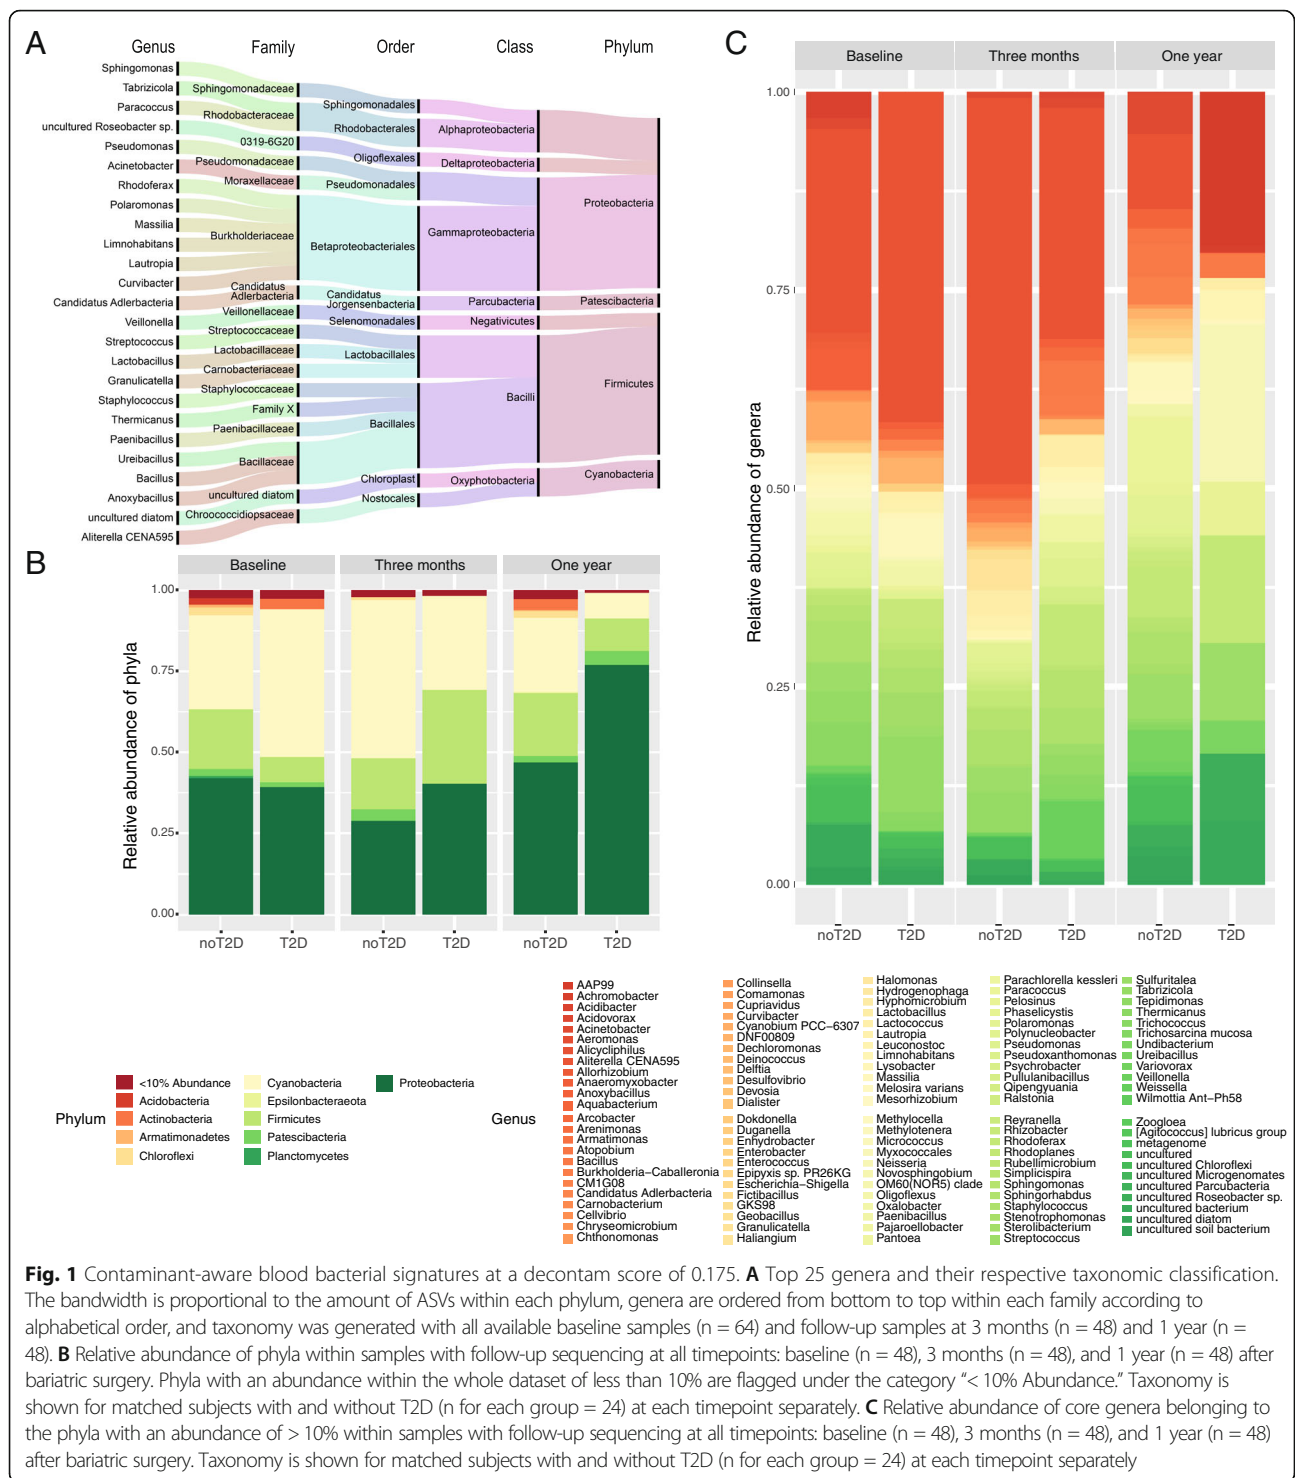 A
Genus Family Order Class Phylum
Sphingomonas
Tabrizicola
Paracoccus
uncultured Roseobacter sp.
Pseudomonas
Acinetobacter
Rhodoferax
Polaromonas
Massilia
Limnohabitans
Lautropia
Curvibacter
Candidatus Adlerbacteria
Veillonella
Streptococcus
Lactobacillus
Granulicatella
Staphylococcus
Thermicanus
Paenibacillus
Ureibacillus
Bacillus
Anoxybacillus
uncultured diatom
Aliterella CENA595
Sphingomonadaceae
Rhodobacteraceae
0319-6G20
Pseudomonadaceae
Moraxellaceae
Burkholderiaceae
Candidatus
Adlerbacteria
Veillonellaceae
Streptococcaceae
Lactobacillaceae
Carnobacteriaceae
Staphylococcaceae
Family X
Paenibacillaceae
Bacillaceae
uncultured diatom
Chroococcidiopsaceae
Sphingomonadales
Rhodobacterales
Oligoflexales
Pseudomonadales
Betaproteobacteriales
Candidatus
Jorgensenbacteria
Selenomonadales
Lactobacillales
Bacillales
Chloroplast
Nostocales
Alphaproteobacteria
Deltaproteobacteria
Gammaproteobacteria
Parcubacteria
Negativicutes
Bacilli
Oxyphotobacteria
Proteobacteria
Patescibacteria
Firmicutes
Cyanobacteria
B
Baseline Three months One year
Relative abundance of phyla
1.00
0.75
0.50
0.25
0.00
noT2D T2D noT2D T2D noT2D T2D
C
Baseline Three months One year
Relative abundance of genera
1.00
0.75
0.50
0.25
0.00
noT2D T2D noT2D T2D noT2D T2D
Phylum
<10% Abundance
Acidobacteria
Actinobacteria
Armatimonadetes
Chloroflexi
Cyanobacteria
Epsilonbacteraeota
Firmicutes
Patescibacteria
Planctomycetes
Proteobacteria
Genus
AAP99
Achromobacter
Acidibacter
Acidovorax
Acinetobacter
Aeromonas
Alicycliphilus
Aliterella CENA595
Allorhizobium
Anaeromyxobacter
Anoxybacillus
Aquabacterium
Arcobacter
Arenimonas
Armatimonas
Atopobium
Bacillus
Burkholderia−Caballeronia
CM1G08
Candidatus Adlerbacteria
Carnobacterium
Cellvibrio
Chryseomicrobium
Chthonomonas
Collinsella
Comamonas
Cupriavidus
Curvibacter
Cyanobium PCC−6307
DNF00809
Dechloromonas
Deinococcus
Delftia
Desulfovibrio
Devosia
Dialister
Dokdonella
Duganella
Enhydrobacter
Enterobacter
Enterococcus
Epipyxis sp. PR26KG
Escherichia−Shigella
Fictibacillus
GKS98
Geobacillus
Granulicatella
Haliangium
Halomonas
Hydrogenophaga
Hyphomicrobium
Lactobacillus
Lactococcus
Lautropia
Leuconostoc
Limnohabitans
Lysobacter
Massilia
Melosira varians
Mesorhizobium
Methylocella
Methylotenera
Micrococcus
Myxococcales
Neisseria
Novosphingobium
OM60(NOR5) clade
Oligoflexus
Oxalobacter
Paenibacillus
Pajaroellobacter
Pantoea
Parachlorella kessleri
Paracoccus
Pelosinus
Phaselicystis
Polaromonas
Polynucleobacter
Pseudomonas
Pseudoxanthomonas
Psychrobacter
Pullulanibacillus
Qipengyuania
Ralstonia
Reyranella
Rhizobacter
Rhodoferax
Rhodoplanes
Rubellimicrobium
Simplicispira
Sphingomonas
Sphingorhabdus
Staphylococcus
Stenotrophomonas
Sterolibacterium
Streptococcus
Sulfuritalea
Tabrizicola
Tepidimonas
Thermicanus
Trichococcus
Trichosarcina mucosa
Undibacterium
Ureibacillus
Variovorax
Veillonella
Weissella
Wilmottia Ant−Ph58
Zoogloea
[Agitococcus] lubricus group
metagenome
uncultured
uncultured Chloroflexi
uncultured Microgenomates
uncultured Parcubacteria
uncultured Roseobacter sp.
uncultured bacterium
uncultured diatom
uncultured soil bacterium
Fig. 1 Contaminant-aware blood bacterial signatures at a decontam score of 0.175. A Top 25 genera and their respective taxonomic classification.
The bandwidth is proportional to the amount of ASVs within each phylum, genera are ordered from bottom to top within each family according to
alphabetical order, and taxonomy was generated with all available baseline samples (n = 64) and follow-up samples at 3 months (n = 48) and 1 year (n =
48). B Relative abundance of phyla within samples with follow-up sequencing at all timepoints: baseline (n = 48), 3 months (n = 48), and 1 year (n = 48) after
bariatric surgery. Phyla with an abundance within the whole dataset of less than 10% are flagged under the category “< 10% Abundance.” Taxonomy is
shown for matched subjects with and without T2D (n for each group = 24) at each timepoint separately. C Relative abundance of core genera belonging to
the phyla with an abundance of > 10% within samples with follow-up sequencing at all timepoints: baseline (n = 48), 3 months (n = 48), and 1 year (n = 48)
after bariatric surgery. Taxonomy is shown for matched subjects with and without T2D (n for each group = 24) at each timepoint separately